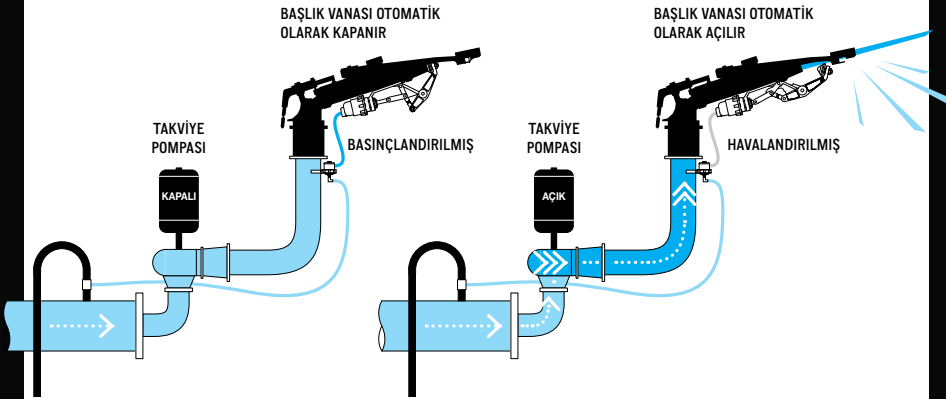 BAŞLIK VANASI OTOMATİK
OLARAK KAPANIR
TAKVİYE
POMPASI
BASINÇLANDIRILMIŞ
KAPALI
BAŞLIK VANASI OTOMATİK
OLARAK AÇILIR
TAKVİYE
POMPASI
HAVALANDIRILMIŞ
AÇIK